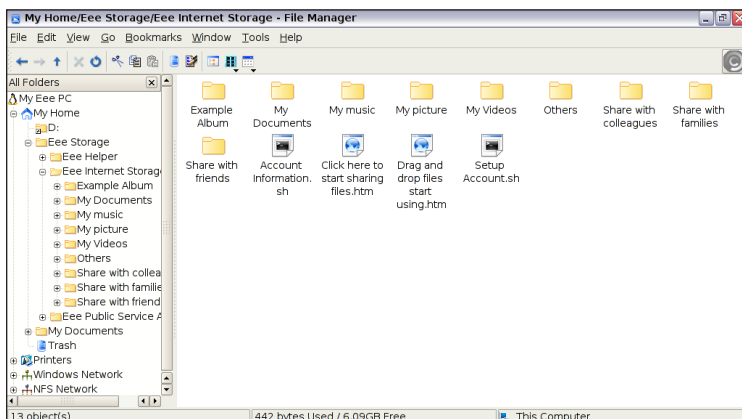 My Home/Eee Storage/Eee Internet Storage - File Manager
File Edit View Go Bookmarks Window Tools Help
All Folders
My Eee PC
My Home
D:
Eee Storage
Eee Helper
Eee Internet Storag
Example Album
My Documents
My music
My picture
My Videos
Others
Share with collea
Share with familie
Share with friend
Eee Public Service A
My Documents
Trash
Printers
Windows Network
NFS Network
Example Album
My Documents
My music
My picture
My Videos
Others
Share with colleagues
Share with families
Share with friends
Account Information.sh
Click here to start sharing files.htm
Drag and drop files start using.htm
Setup Account.sh
13 object(s)
442 bytes Used / 6.09GB Free
This Computer